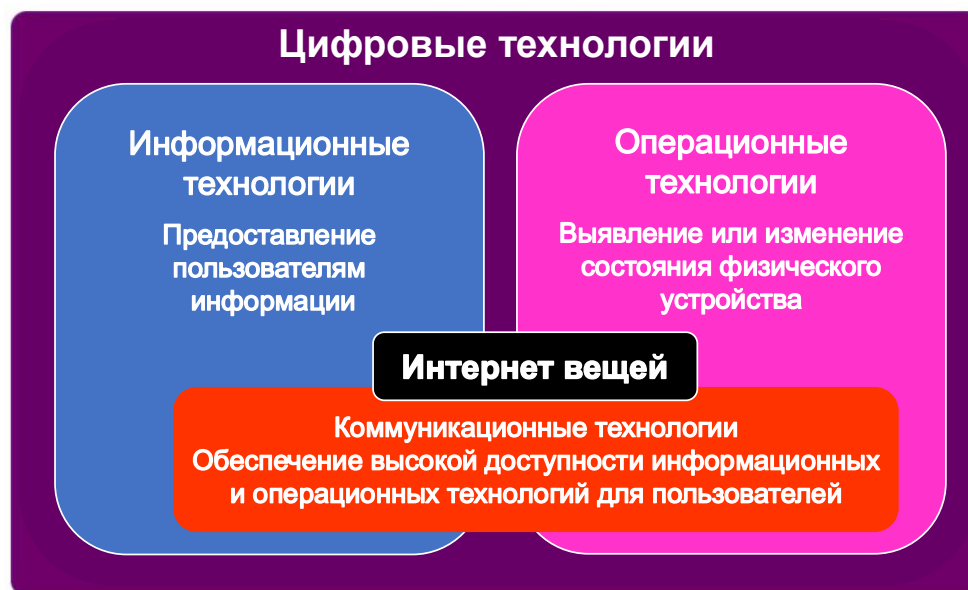 Цифровые технологии
Информационные
технологии
Предоставление
пользователям
информации
Операционные
технологии
Выявление или изменение
состояния физического
устройства
Интернет вещей
Коммуникационные технологии
Обеспечение высокой доступности информационных
и операционных технологий для пользователей